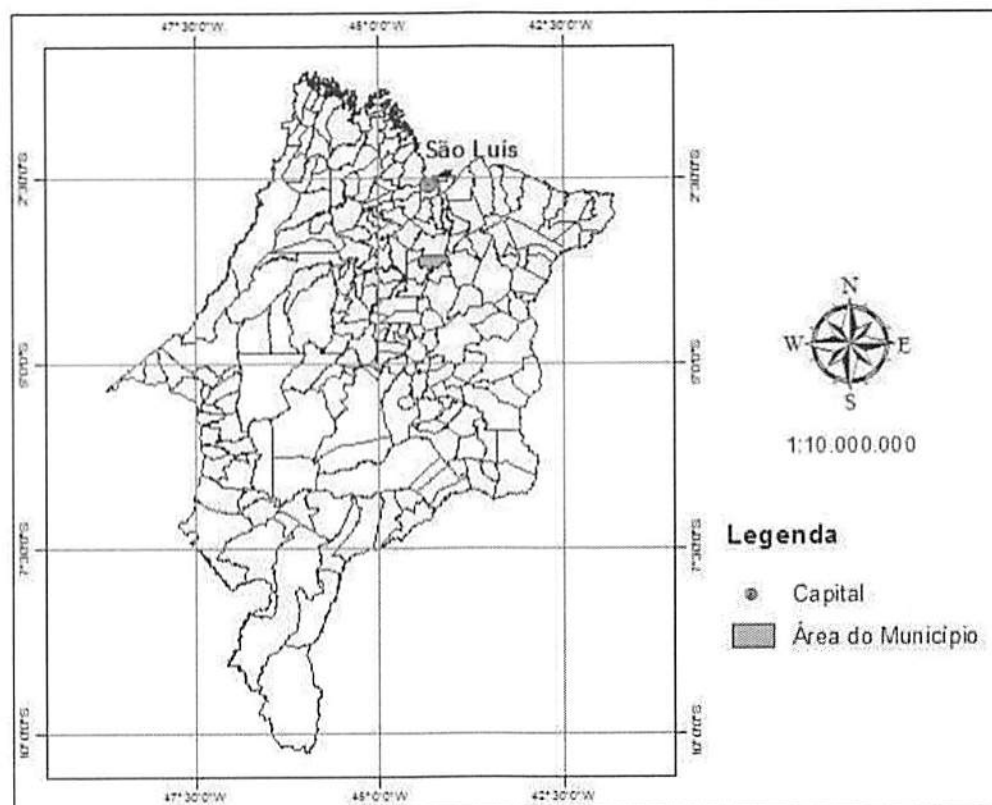 47°30'0"W 45°0'0"W 42°30'0"W
São Luís
2°30'0"S 2°30'0"S
5°0'0"S 5°0'0"S
7°30'0"S 7°30'0"S
10°0'0"S 10°0'0"S
N
W E
S
1:10.000.000
Legenda
Capital
Área do Município
47°30'0"W 45°0'0"W 42°30'0"W